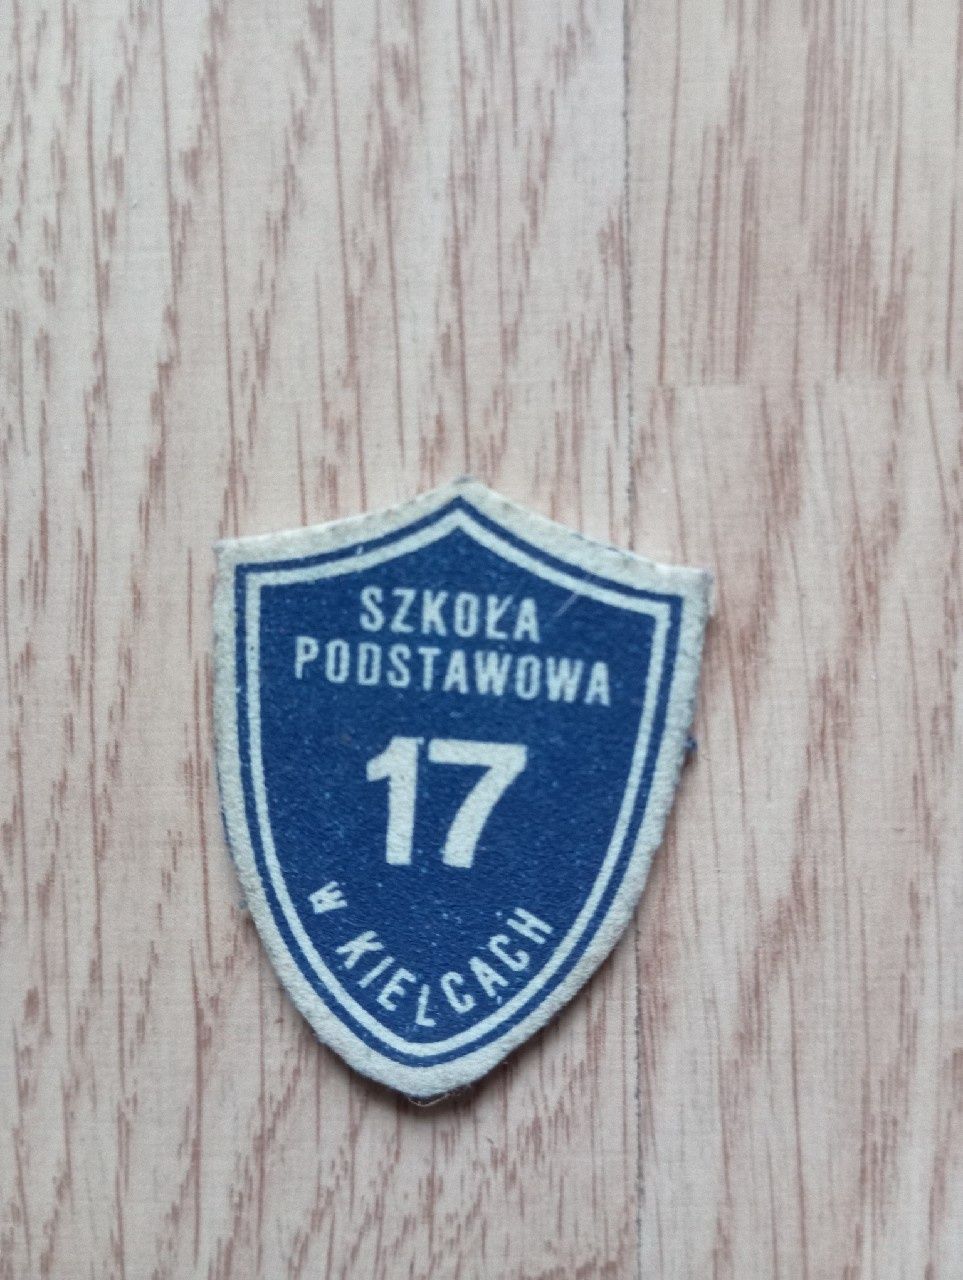 SZKOŁA
PODSTAWOWA
17
W KIELCACH